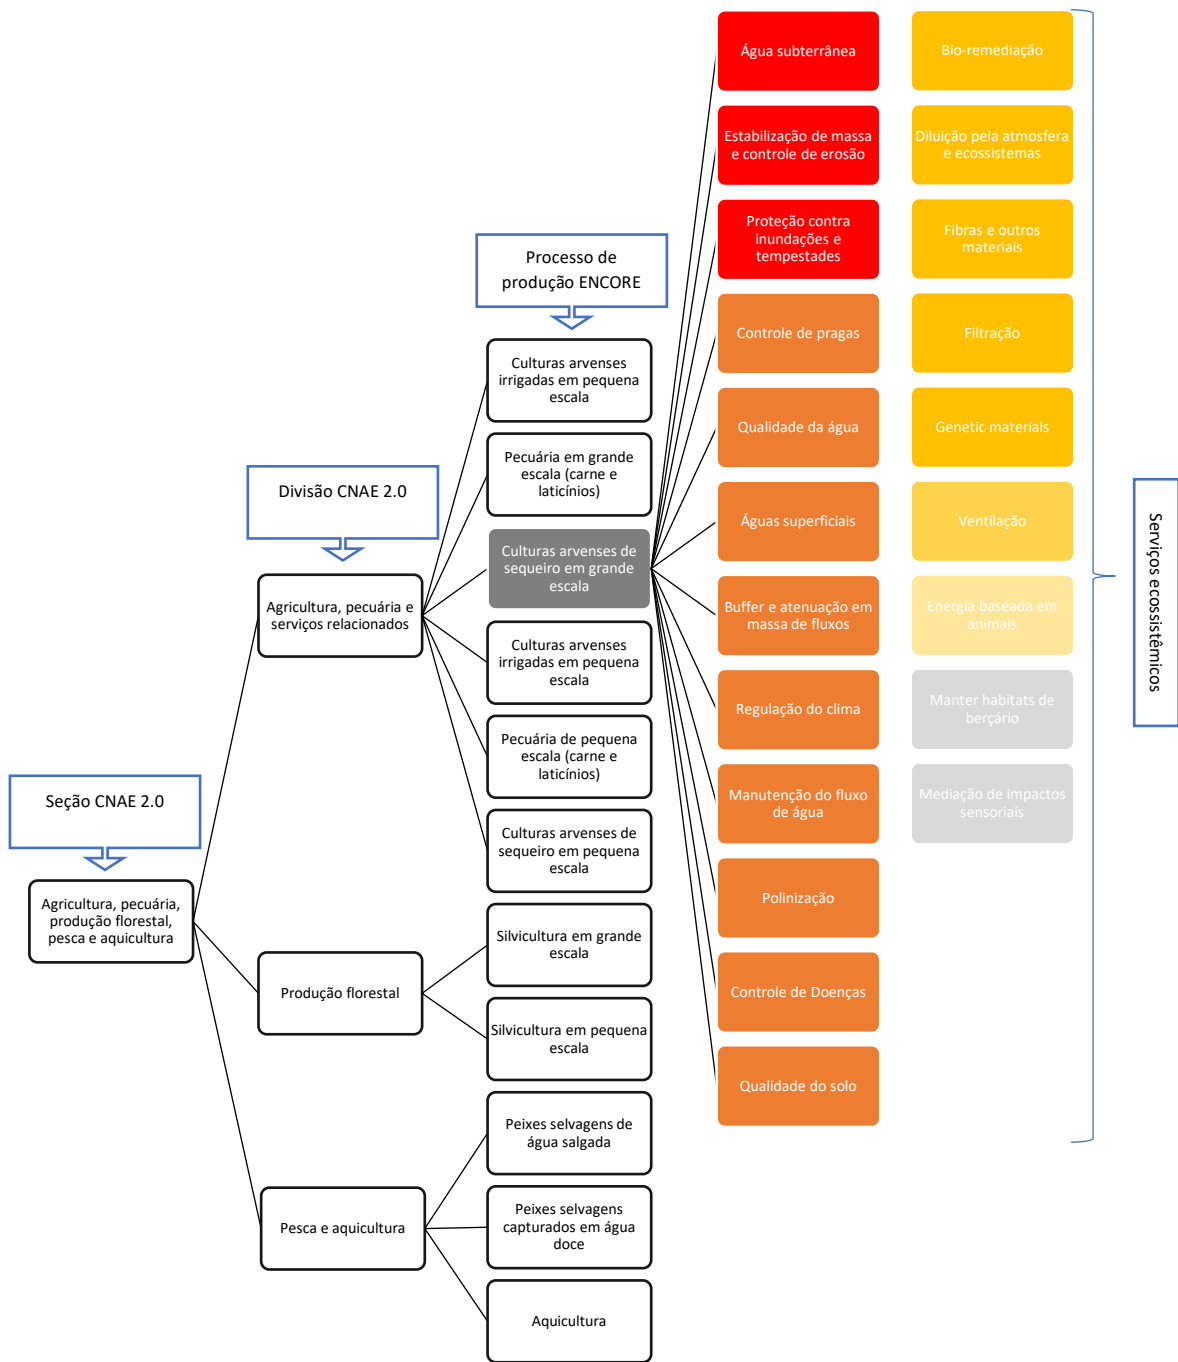 Seção CNAE 2.0
Agricultura, pecuária,
produção florestal,
pesca e aquicultura
Divisão CNAE 2.0
Agricultura, pecuária e
serviços relacionados
Produção florestal
Pesca e aquicultura
Processo de
produção ENCORE
Culturas arvenses
irrigadas em pequena
escala
Pecuária em grande
escala (carne e
laticínios)
Culturas arvenses de
sequeiro em grande
escala
Culturas arvenses
irrigadas em pequena
escala
Pecuária de pequena
escala (carne e
laticínios)
Culturas arvenses de
sequeiro em pequena
escala
Silvicultura em grande
escala
Silvicultura em pequena
escala
Peixes selvagens de
água salgada
Peixes selvagens
capturados em água
doce
Aquicultura
Água subterrânea
Estabilização de massa
e controle de erosão
Proteção contra
inundações e
tempestades
Controle de pragas
Qualidade da água
Águas superficiais
Buffer e atenuação em
massa de fluxos
Regulação do clima
Manutenção do fluxo
de água
Polinização
Controle de Doenças
Qualidade do solo
Bio-remediação
Diluição pela atmosfera
e ecossistemas
Fibras e outros
materiais
Filtração
Genetic materials
Ventilação
Energia baseada em
animais
Manter habitats de
berçário
Mediação de impactos
sensoriais
Serviços ecossistêmicos